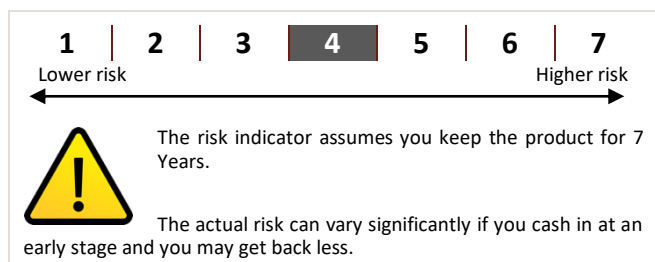 1 2 3 4 5 6 7
Lower risk Higher risk
The risk indicator assumes you keep the product for 7
Years.
The actual risk can vary significantly if you cash in at an
early stage and you may get back less.